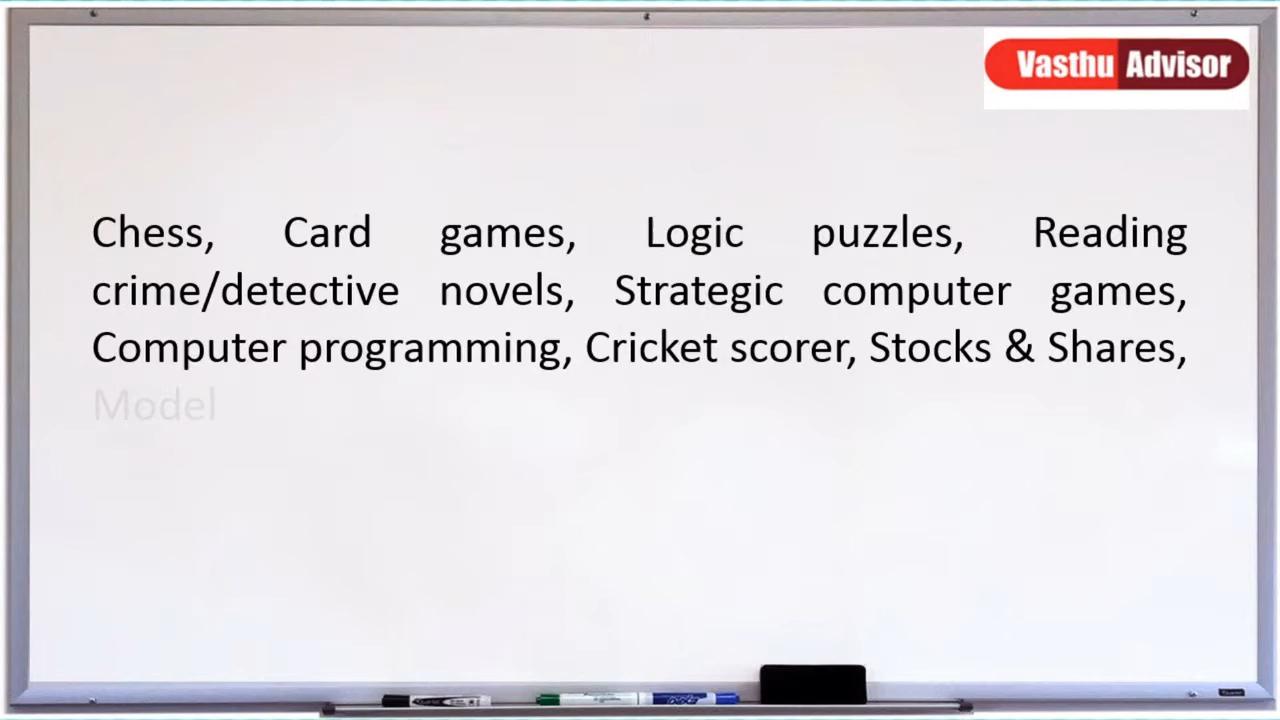 Vasthu Advisor
Chess, Card games, Logic puzzles, Reading
crime/detective novels, Strategic computer games,
Computer programming, Cricket scorer, Stocks & Shares,
Model